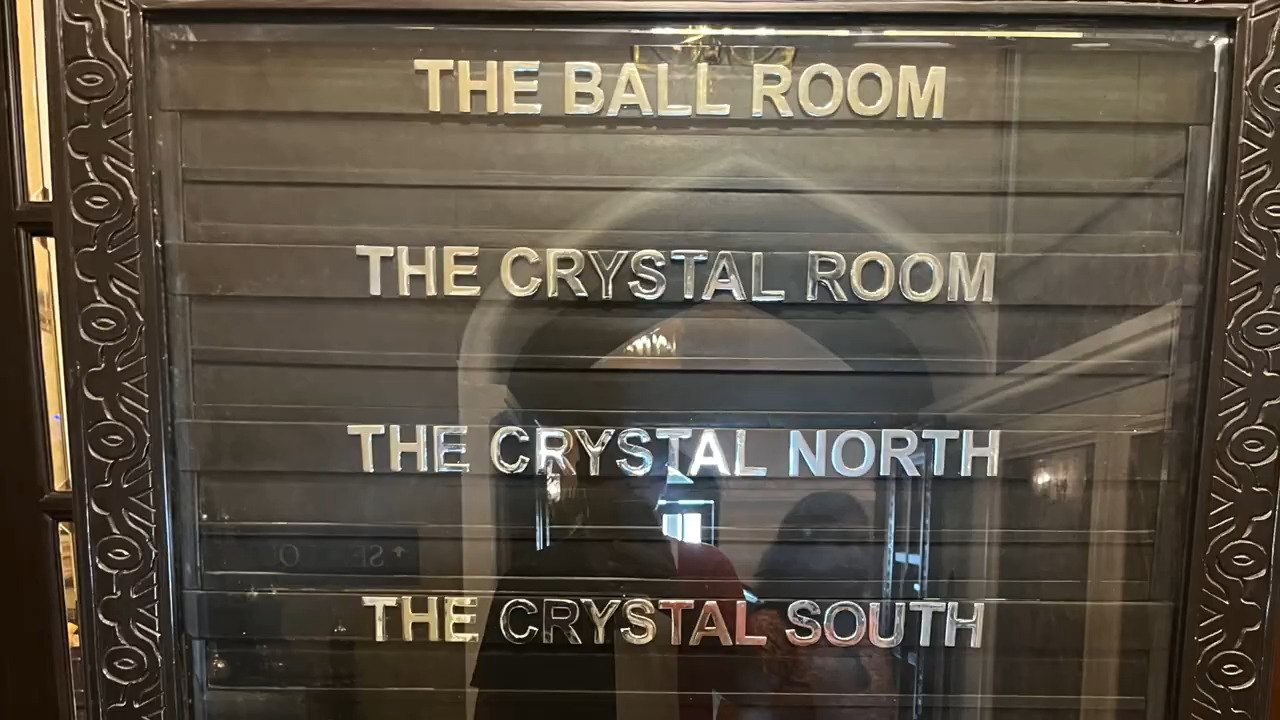 THE BALL ROOM
THE CRYSTAL ROOM
THE CRYSTAL NORTH
THE CRYSTAL SOUTH